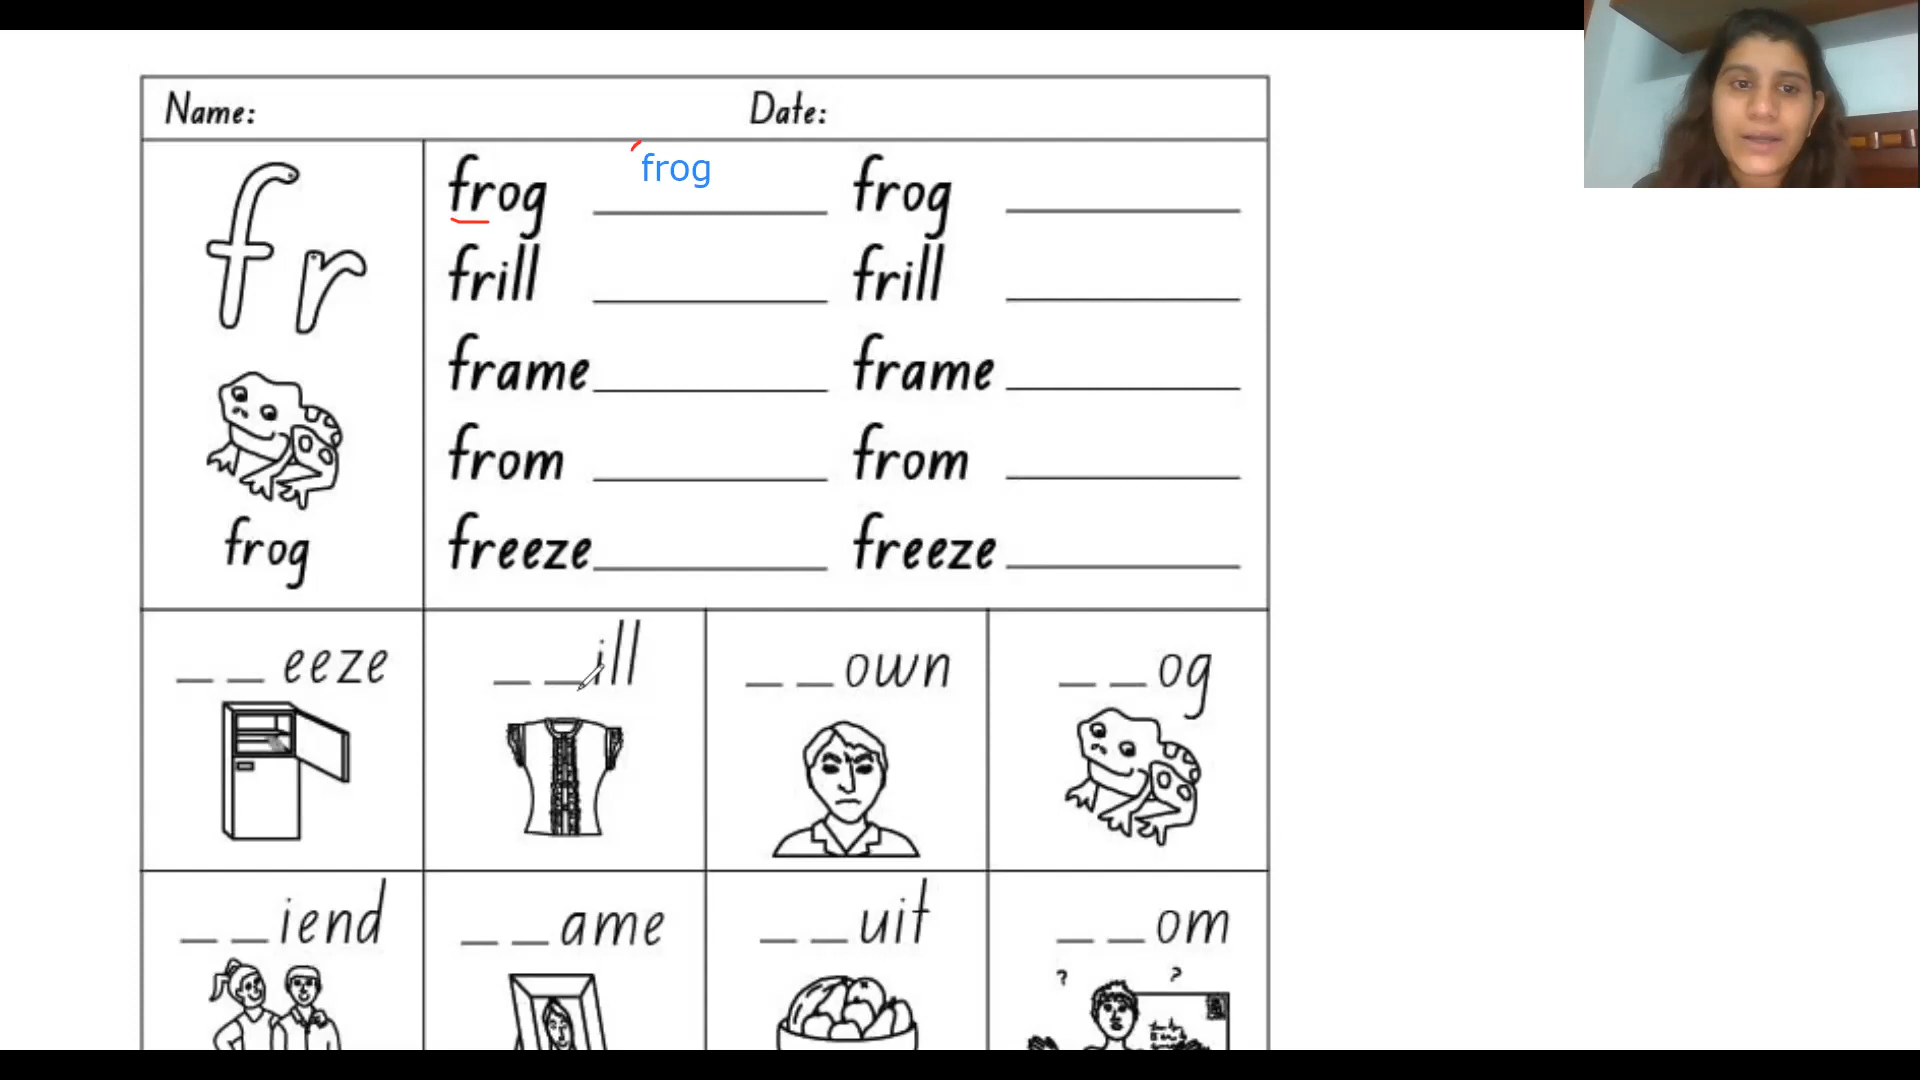 Name: Date:
fr
frog
frog frog frog
frill frill
frame frame
from from
freeze freeze
_ _ eeze _ _ ill _ _ own _ _ og
_ _ iend _ _ ame _ _ uit _ _ om
? ?